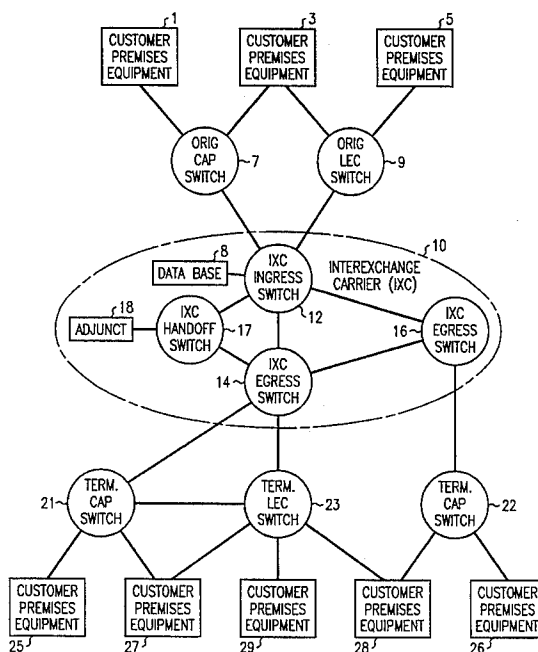 1
3
5
CUSTOMER
PREMISES
EQUIPMENT
CUSTOMER
PREMISES
EQUIPMENT
CUSTOMER
PREMISES
EQUIPMENT
ORIG
CAP
SWITCH
7
ORIG
LEC
SWITCH
9
10
8
DATA BASE
IXC
INGRESS
SWITCH
12
INTEREXCHANGE
CARRIER (IXC)
18
ADJUNCT
IXC
HANDOFF
SWITCH
17
16
IXC
EGRESS
SWITCH
14
IXC
EGRESS
SWITCH
21
TERM.
CAP
SWITCH
TERM.
LEC
SWITCH
23
TERM.
CAP
SWITCH
22
CUSTOMER
PREMISES
EQUIPMENT
CUSTOMER
PREMISES
EQUIPMENT
CUSTOMER
PREMISES
EQUIPMENT
CUSTOMER
PREMISES
EQUIPMENT
CUSTOMER
PREMISES
EQUIPMENT
25
27
29
28
26